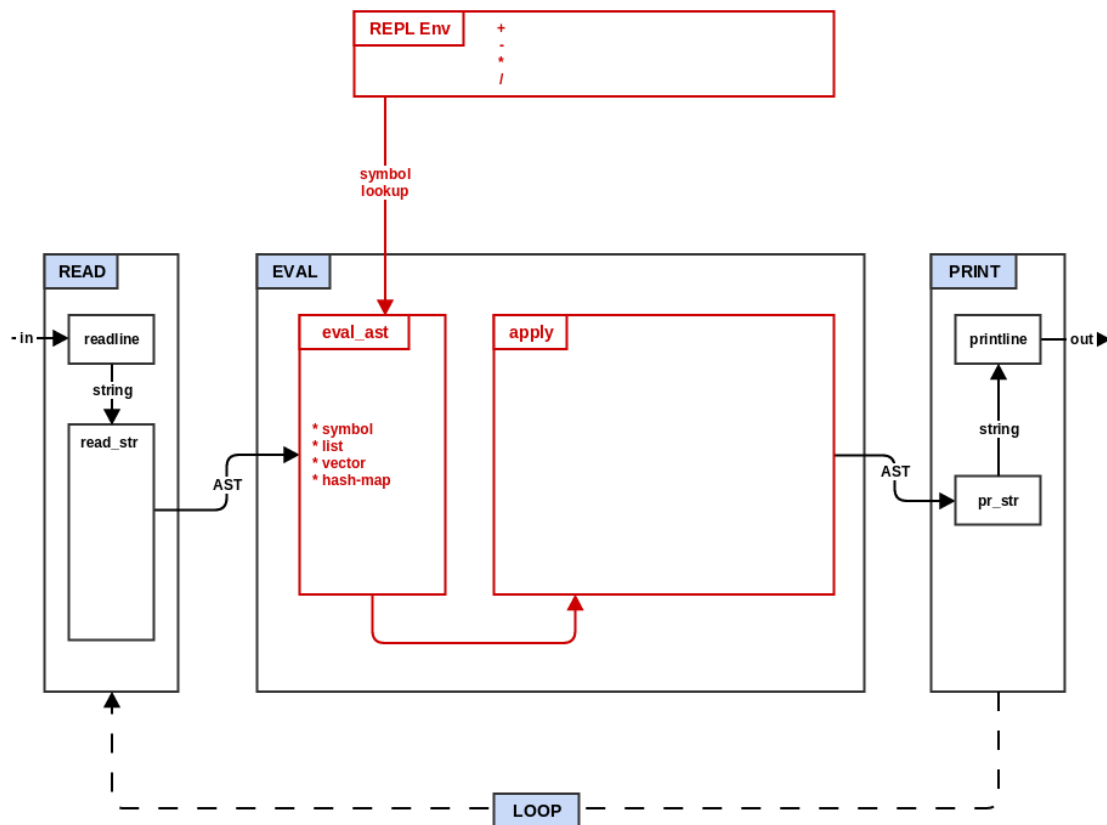 REPL Env
+
-
*
/
symbol
lookup
READ
EVAL
PRINT
- in
readline
string
read_str
AST
eval_ast
* symbol
* list
* vector
* hash-map
apply
AST
printline
out
string
pr_str
LOOP